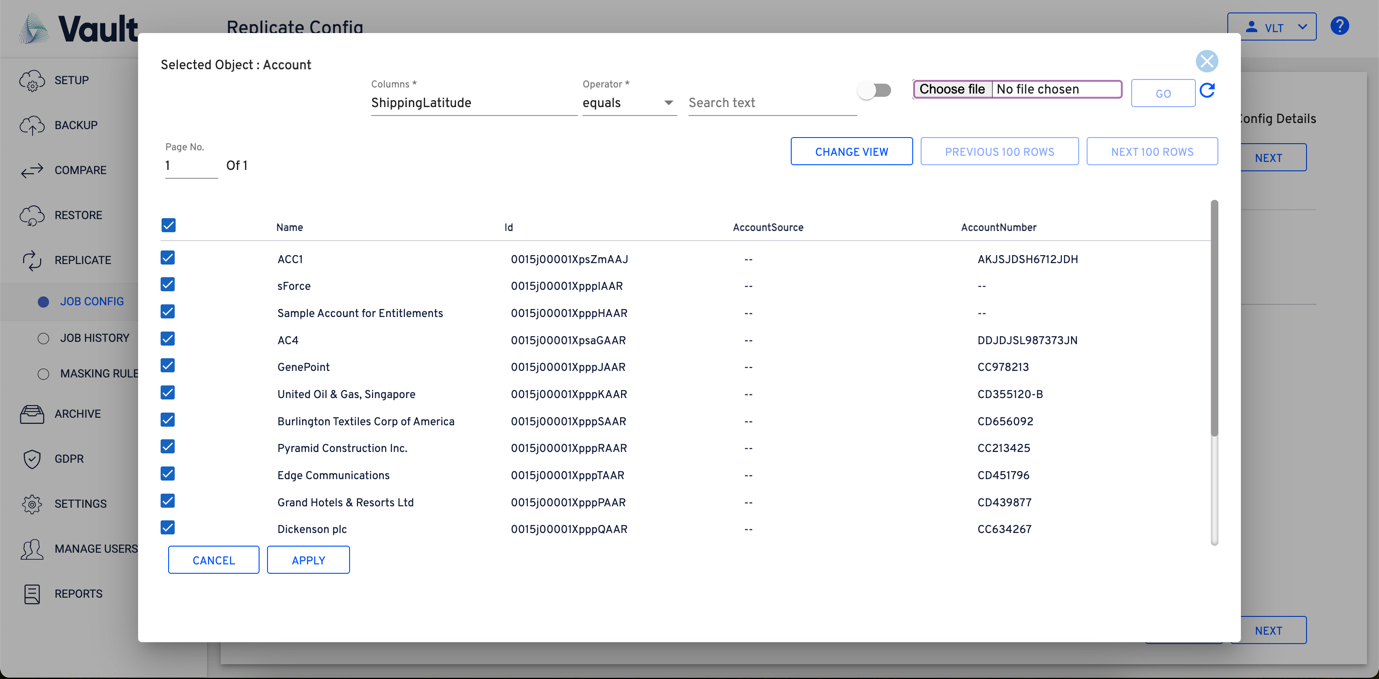 Vault
Replicate Config
VLT
?
SETUP
BACKUP
COMPARE
RESTORE
REPLICATE
JOB CONFIG
JOB HISTORY
MASKING RULE
ARCHIVE
GDPR
SETTINGS
MANAGE USERS
REPORTS
Selected Object : Account
Columns *
ShippingLatitude
Operator *
equals
Search text
Choose file No file chosen
GO
Page No.
1 Of 1
CHANGE VIEW
PREVIOUS 100 ROWS
NEXT 100 ROWS
Name Id AccountSource AccountNumber
ACC1 0015j00001XpsZmAAJ -- AKJSJDSH6712JDH
sForce 0015j00001XpppIAAR -- --
Sample Account for Entitlements 0015j00001XpppHAAR -- --
AC4 0015j00001XpsaGAAR -- DDJDJSL987373JN
GenePoint 0015j00001XpppJAAR -- CC978213
United Oil & Gas, Singapore 0015j00001XpppKAAR -- CD355120-B
Burlington Textiles Corp of America 0015j00001XpppSAAR -- CD656092
Pyramid Construction Inc. 0015j00001XpppRAAR -- CC213425
Edge Communications 0015j00001XpppTAAR -- CD451796
Grand Hotels & Resorts Ltd 0015j00001XpppPAAR -- CD439877
Dickenson plc 0015j00001XpppQAAR -- CC634267
CANCEL
APPLY
Config Details
NEXT
NEXT